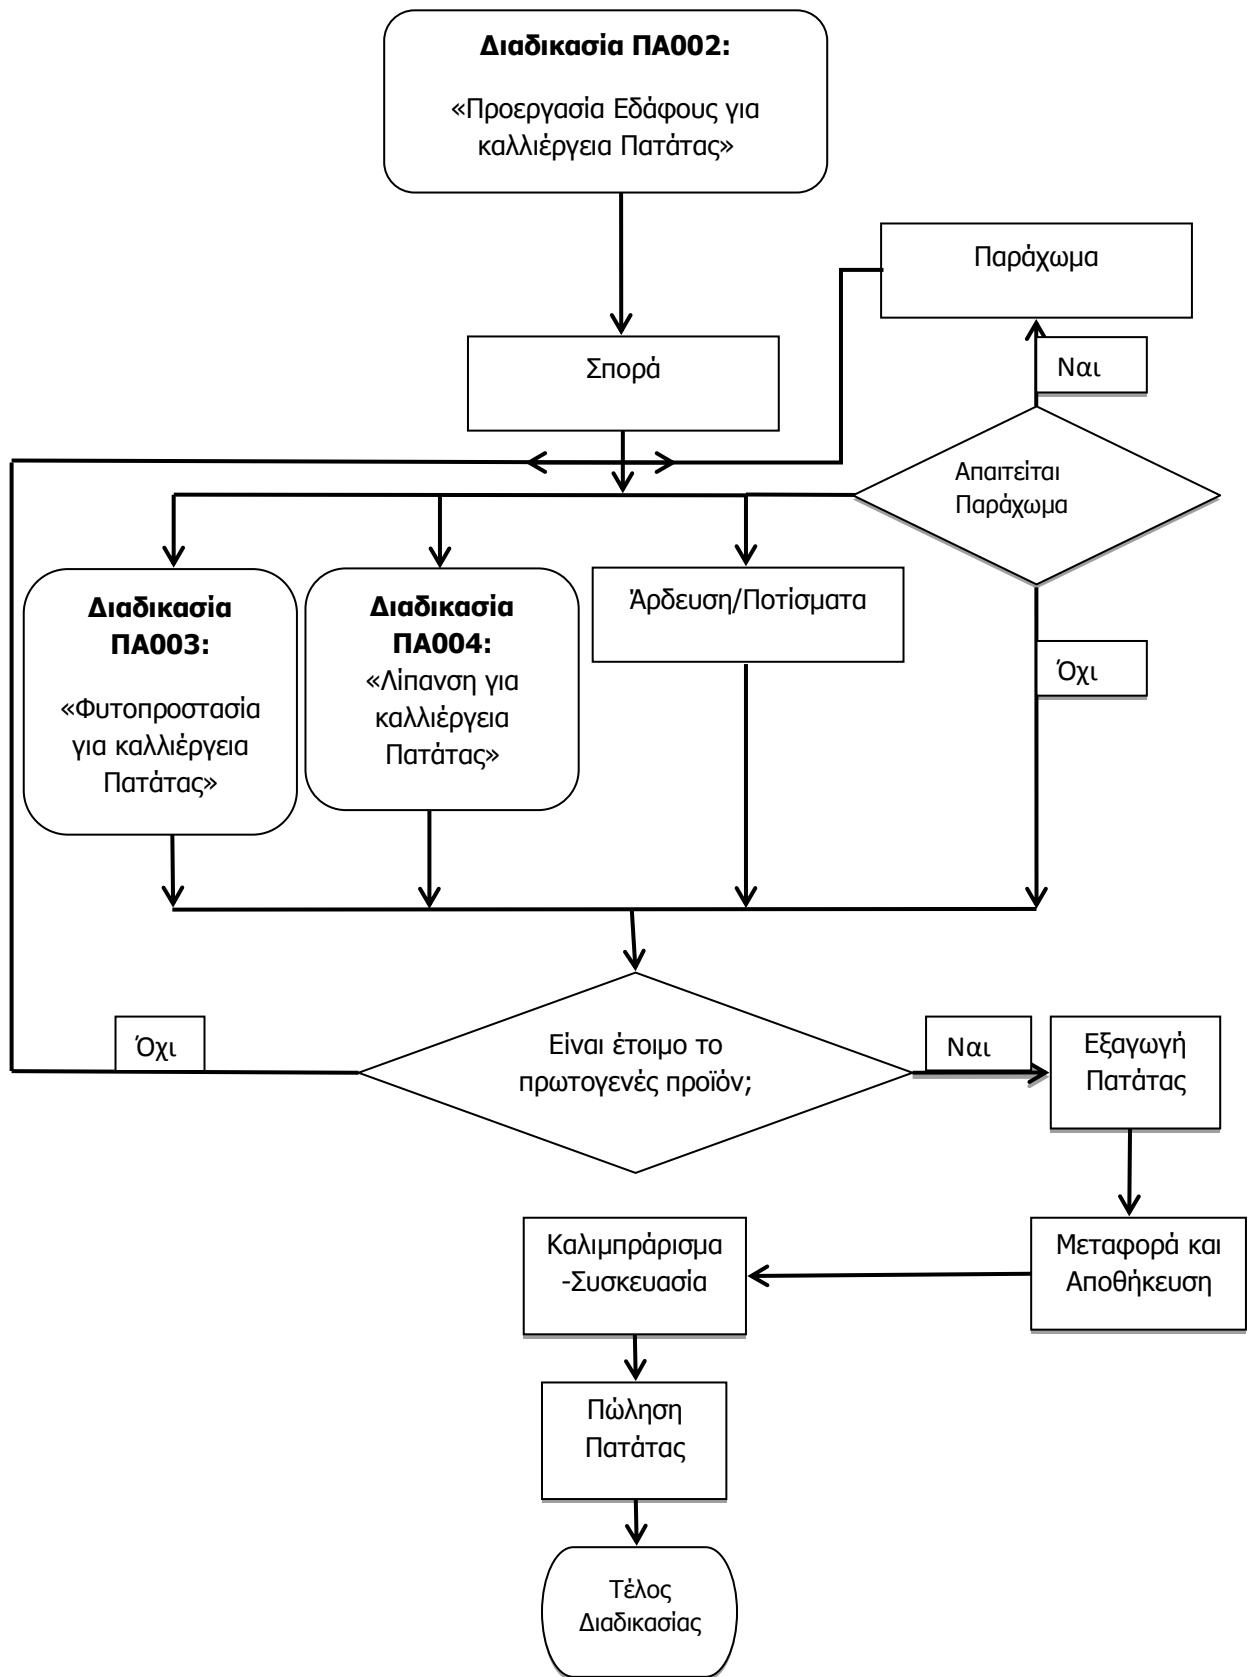 Διαδικασία ΠΑ002:
«Προεργασία Εδάφους για
καλλιέργεια Πατάτας»
Παράχωμα
Σπορά
Ναι
Απαιτείται
Παράχωμα
Διαδικασία
ΠΑ003:
«Φυτοπροστασία
για καλλιέργεια
Πατάτας»
Διαδικασία
ΠΑ004:
«Λίπανση για
καλλιέργεια
Πατάτας»
Άρδευση/Ποτίσματα
Όχι
Όχι
Είναι έτοιμο το
πρωτογενές προϊόν;
Ναι
Εξαγωγή
Πατάτας
Καλιμπράρισμα
-Συσκευασία
Μεταφορά και
Αποθήκευση
Πώληση
Πατάτας
Τέλος
Διαδικασίας